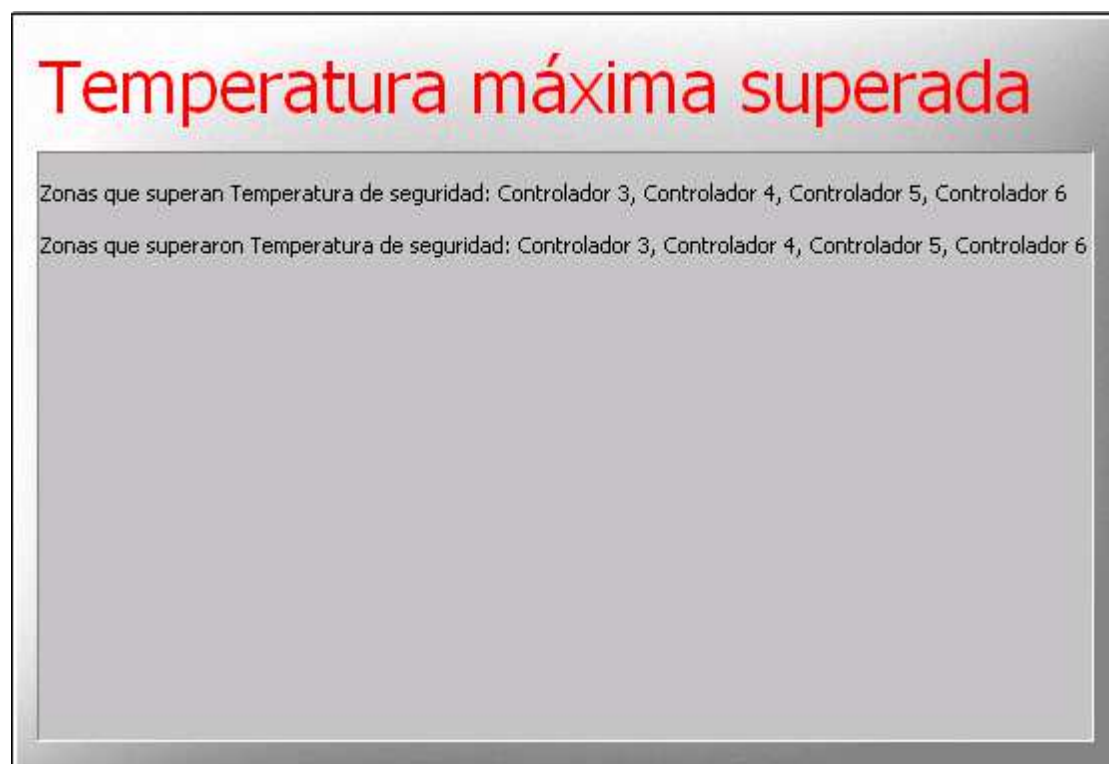 Temperatura máxima superada
Zonas que superan Temperatura de seguridad: Controlador 3, Controlador 4, Controlador 5, Controlador 6
Zonas que superaron Temperatura de seguridad: Controlador 3, Controlador 4, Controlador 5, Controlador 6